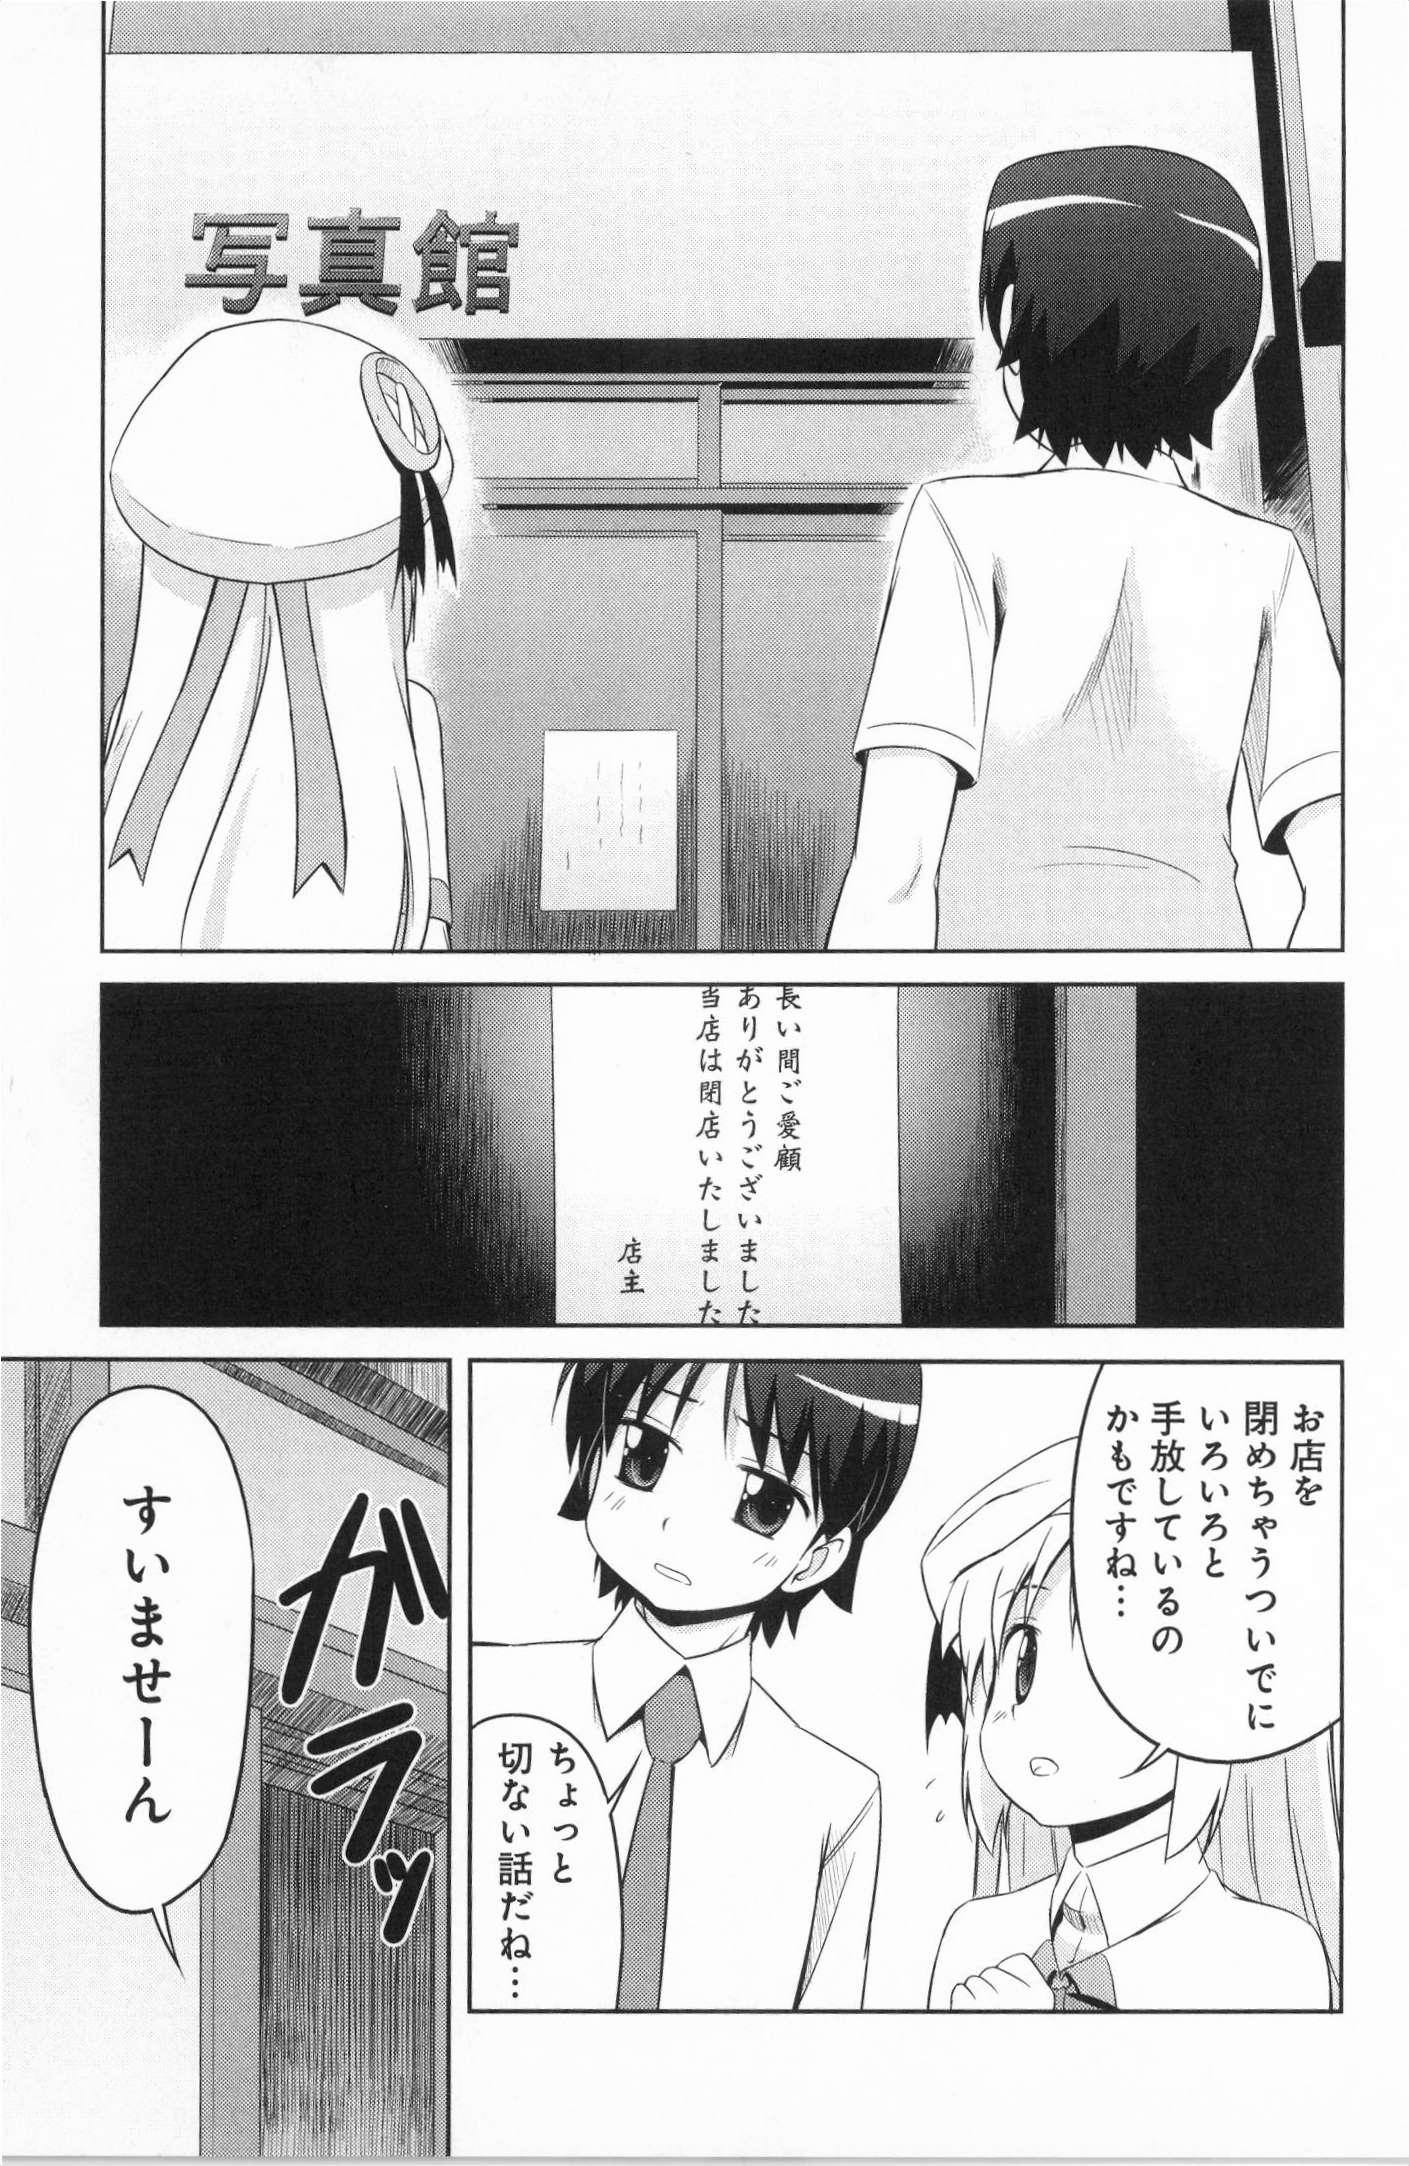 写真館
長い間ご愛顧
ありがとうございました
当店は閉店いたしました
店主
お店を
閉めちゃうついでに
いろいろと
手放しているの
かもですね…
ちょっと
切ない話だね…
ガラッ
すいませーん